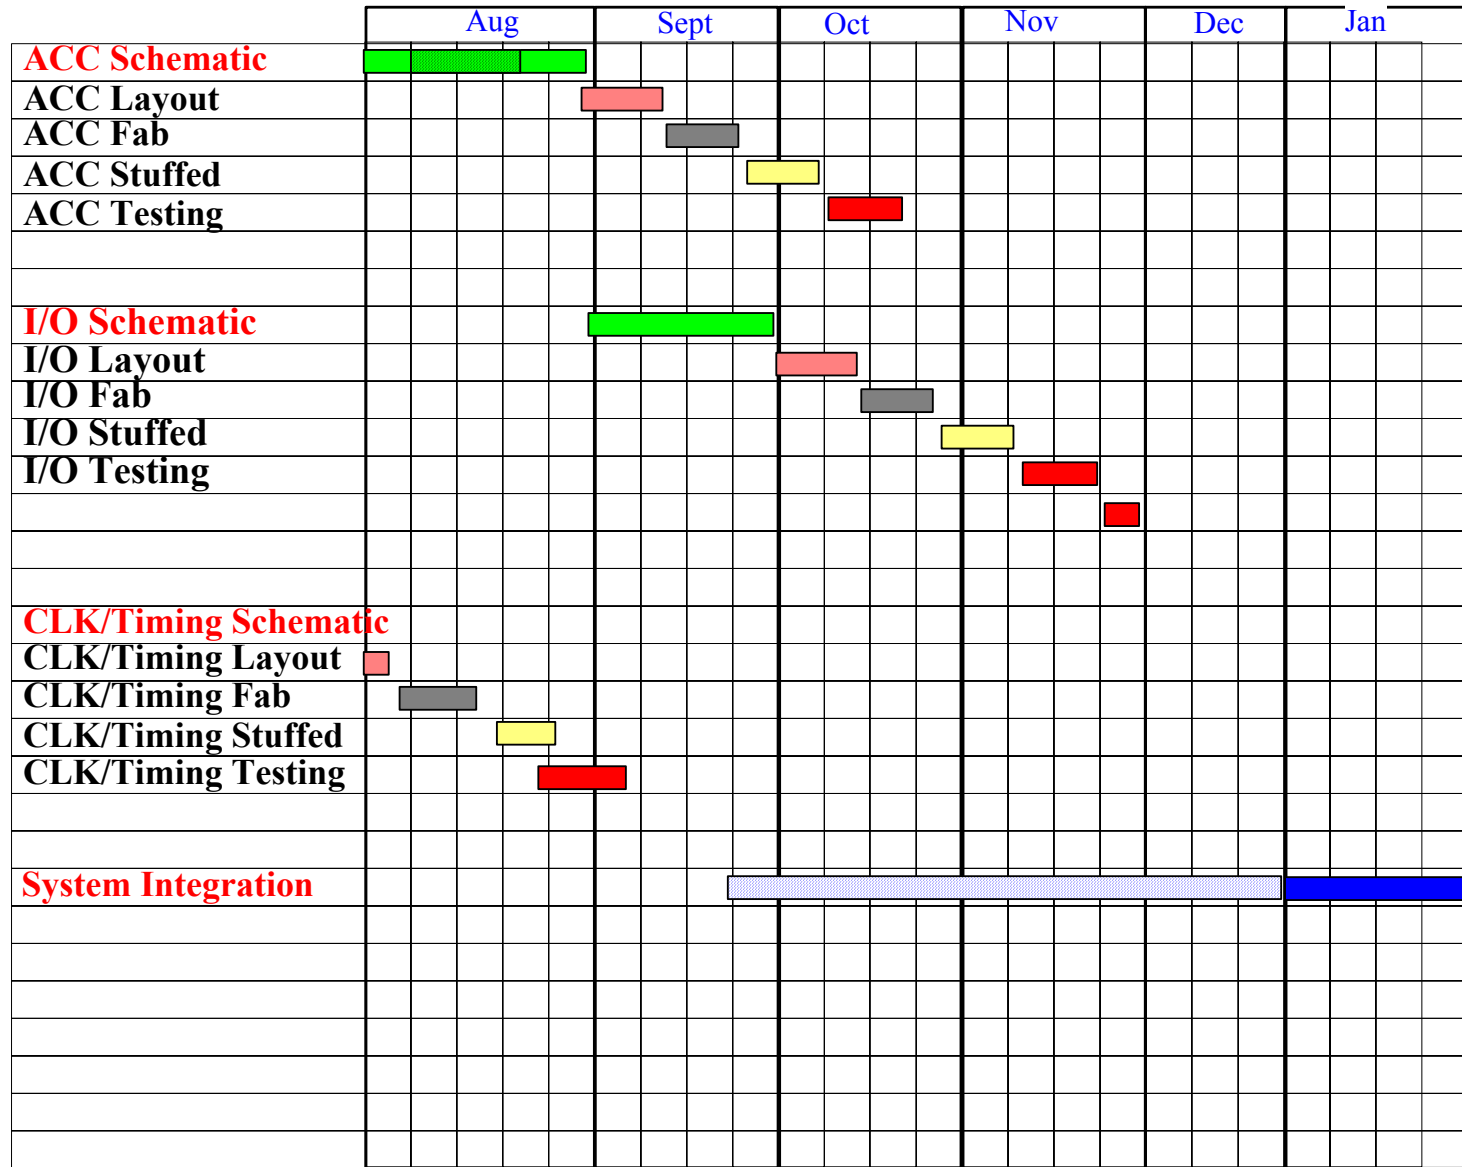 Aug Sept Oct Nov Dec Jan
ACC Schematic
ACC Layout
ACC Fab
ACC Stuffed
ACC Testing
I/O Schematic
I/O Layout
I/O Fab
I/O Stuffed
I/O Testing
CLK/Timing Schematic
CLK/Timing Layout
CLK/Timing Fab
CLK/Timing Stuffed
CLK/Timing Testing
System Integration